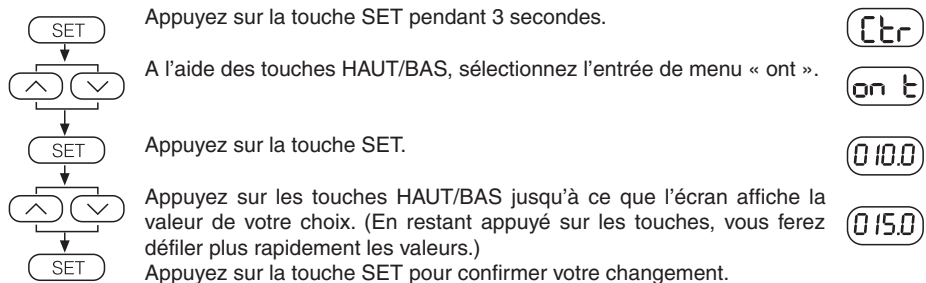 SET
Appuyez sur la touche SET pendant 3 secondes.
Ctr
A l'aide des touches HAUT/BAS, sélectionnez l'entrée de menu « ont ».
on t
SET
Appuyez sur la touche SET.
010.0
Appuyez sur les touches HAUT/BAS jusqu'à ce que l'écran affiche la
valeur de votre choix. (En restant appuyé sur les touches, vous ferez
défiler plus rapidement les valeurs.)
015.0
SET
Appuyez sur la touche SET pour confirmer votre changement.